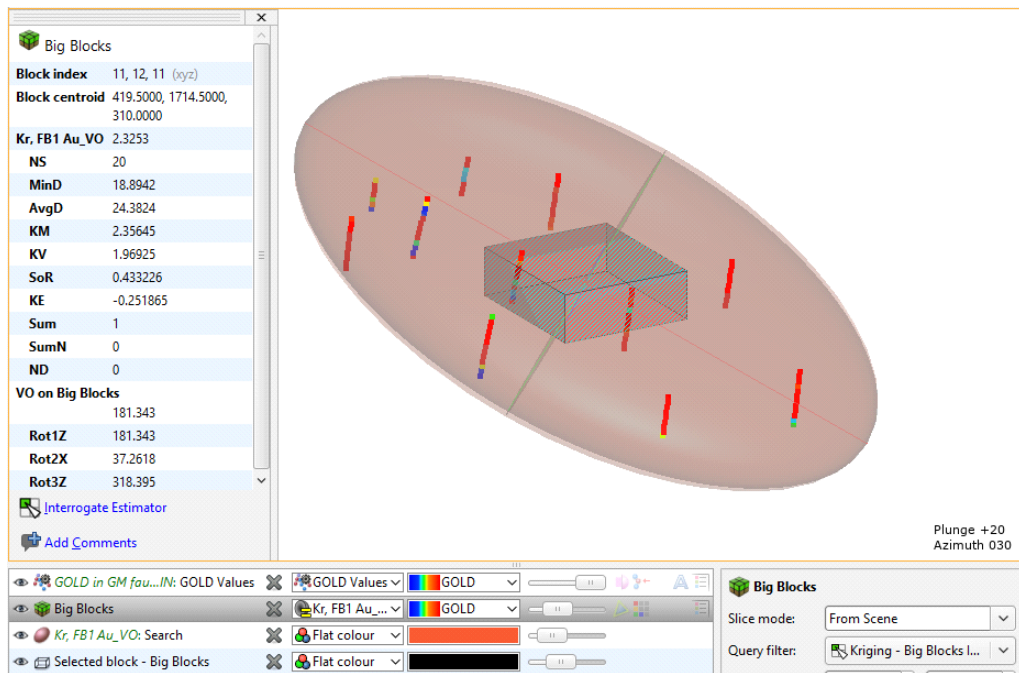 Big Blocks
Block index 11, 12, 11 (xyz)
Block centroid 419.5000, 1714.5000,
310.0000
Kr, FB1 Au_VO 2.3253
NS 20
MinD 18.8942
AvgD 24.3824
KM 2.35645
KV 1.96925
SoR 0.433226
KE -0.251865
Sum 1
SumN 0
ND 0
VO on Big Blocks
181.343
Rot1Z 181.343
Rot2X 37.2618
Rot3Z 318.395
Interrogate Estimator
Add Comments
Plunge +20
Azimuth 030
GOLD in GM fau...IN: GOLD Values GOLD Values GOLD
Big Blocks Kr, FB1 Au_... GOLD
Kr, FB1 Au_VO: Search Flat colour
Selected block - Big Blocks Flat colour
Big Blocks
Slice mode: From Scene
Query filter: Kriging - Big Blocks I...